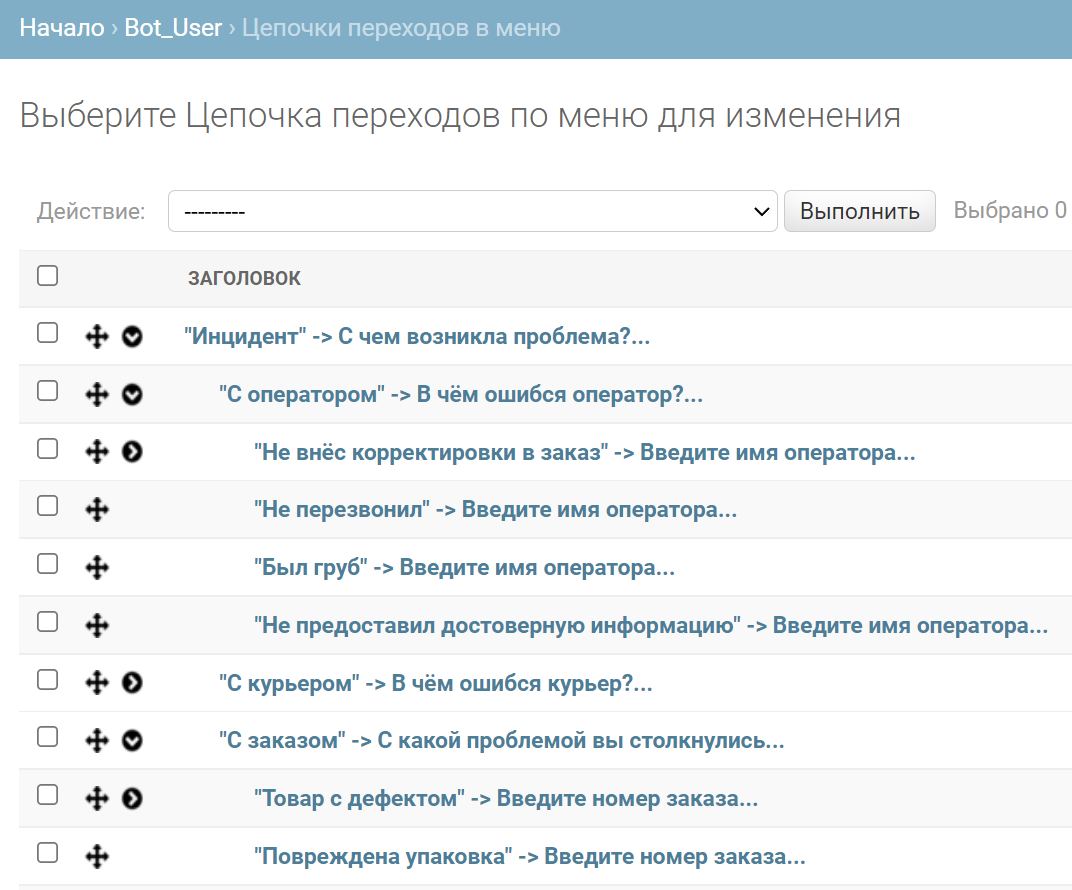 Начало › Bot_User › Цепочки переходов в меню
Выберите Цепочка переходов по меню для изменения
Действие: --------- Выполнить Выбрано 0
ЗАГОЛОВОК
"Инцидент" -> С чем возникла проблема?...
"С оператором" -> В чём ошибся оператор?...
"Не внёс корректировки в заказ" -> Введите имя оператора...
"Не перезвонил" -> Введите имя оператора...
"Был груб" -> Введите имя оператора...
"Не предоставил достоверную информацию" -> Введите имя оператора...
"С курьером" -> В чём ошибся курьер?...
"С заказом" -> С какой проблемой вы столкнулись...
"Товар с дефектом" -> Введите номер заказа...
"Повреждена упаковка" -> Введите номер заказа...